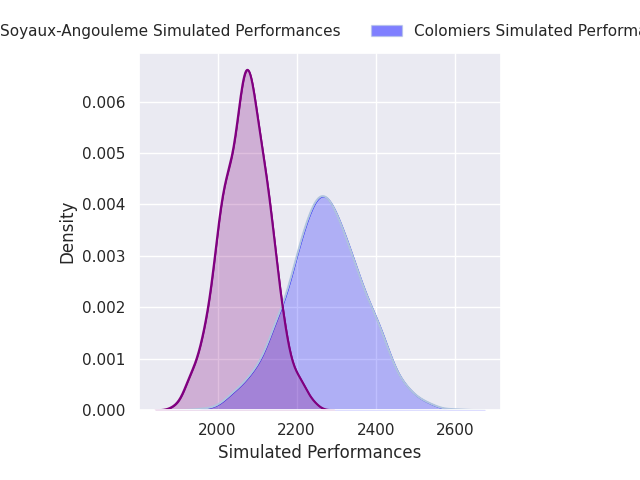 Soyaux-Angouleme Simulated Performances
Colomiers Simulated
Density
0.006
0.005
0.004
0.003
0.002
0.001
0.000
2000 2200 2400 2600
Simulated Performances